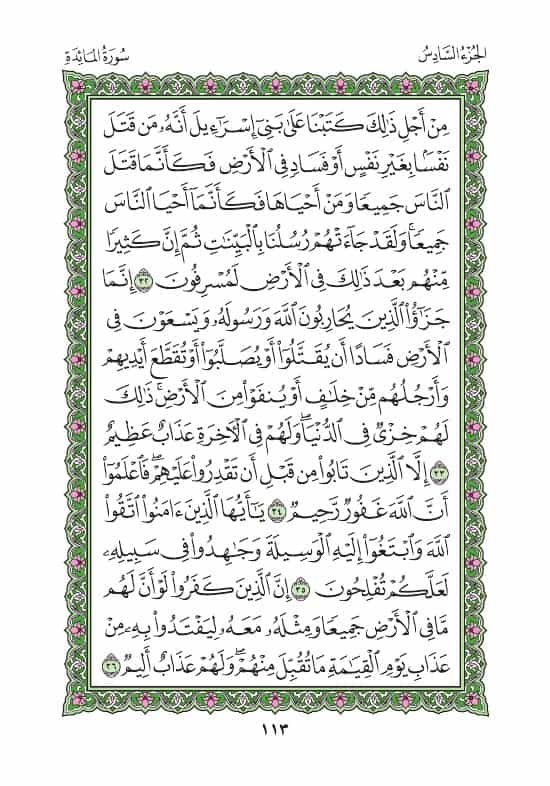 الجُزءُ السَّادِسُ
سُورَةُ المَائِدَةِ
مِنْ أَجْلِ ذَٰلِكَ كَتَبْنَا عَلَىٰ بَنِىٓ إِسْرَٰٓءِيلَ أَنَّهُۥ مَن قَتَلَ
نَفْسًۢا بِغَيْرِ نَفْسٍ أَوْ فَسَادٍ فِى ٱلْأَرْضِ فَكَأَنَّمَا قَتَلَ
ٱلنَّاسَ جَمِيعًا وَمَنْ أَحْيَاهَا فَكَأَنَّمَآ أَحْيَا ٱلنَّاسَ
جَمِيعًا ۚ وَلَقَدْ جَآءَتْهُمْ رُسُلُنَا بِٱلْبَيِّنَٰتِ ثُمَّ إِنَّ كَثِيرًا
مِّنْهُم بَعْدَ ذَٰلِكَ فِى ٱلْأَرْضِ لَمُسْرِفُونَ ٣٢ إِنَّمَا
جَزَٰٓؤُا۟ ٱلَّذِينَ يُحَارِبُونَ ٱللَّهَ وَرَسُولَهُۥ وَيَسْعَوْنَ فِى
ٱلْأَرْضِ فَسَادًا أَن يُقَتَّلُوٓا۟ أَوْ يُصَلَّبُوٓا۟ أَوْ تُقَطَّعَ أَيْدِيهِمْ
وَأَرْجُلُهُم مِّنْ خِلَٰفٍ أَوْ يُنفَوْا۟ مِنَ ٱلْأَرْضِ ۚ ذَٰلِكَ
لَهُمْ خِزْىٌ فِى ٱلدُّنْيَا ۖ وَلَهُمْ فِى ٱلْءَاخِرَةِ عَذَابٌ عَظِيمٌ
٣٣ إِلَّا ٱلَّذِينَ تَابُوا۟ مِن قَبْلِ أَن تَقْدِرُوا۟ عَلَيْهِمْ ۖ فَٱعْلَمُوٓا۟
أَنَّ ٱللَّهَ غَفُورٌ رَّحِيمٌ ٣٤ يَٰٓأَيُّهَا ٱلَّذِينَ ءَامَنُوا۟ ٱتَّقُوا۟
ٱللَّهَ وَٱبْتَغُوٓا۟ إِلَيْهِ ٱلْوَسِيلَةَ وَجَٰهِدُوا۟ فِى سَبِيلِهِۦ
لَعَلَّكُمْ تُفْلِحُونَ ٣٥ إِنَّ ٱلَّذِينَ كَفَرُوا۟ لَوْ أَنَّ لَهُم
مَّا فِى ٱلْأَرْضِ جَمِيعًا وَمِثْلَهُۥ مَعَهُۥ لِيَفْتَدُوا۟ بِهِۦ مِنْ
عَذَابِ يَوْمِ ٱلْقِيَٰمَةِ مَا تُقُبِّلَ مِنْهُمْ ۖ وَلَهُمْ عَذَابٌ أَلِيمٌ ٣٦
١١٣